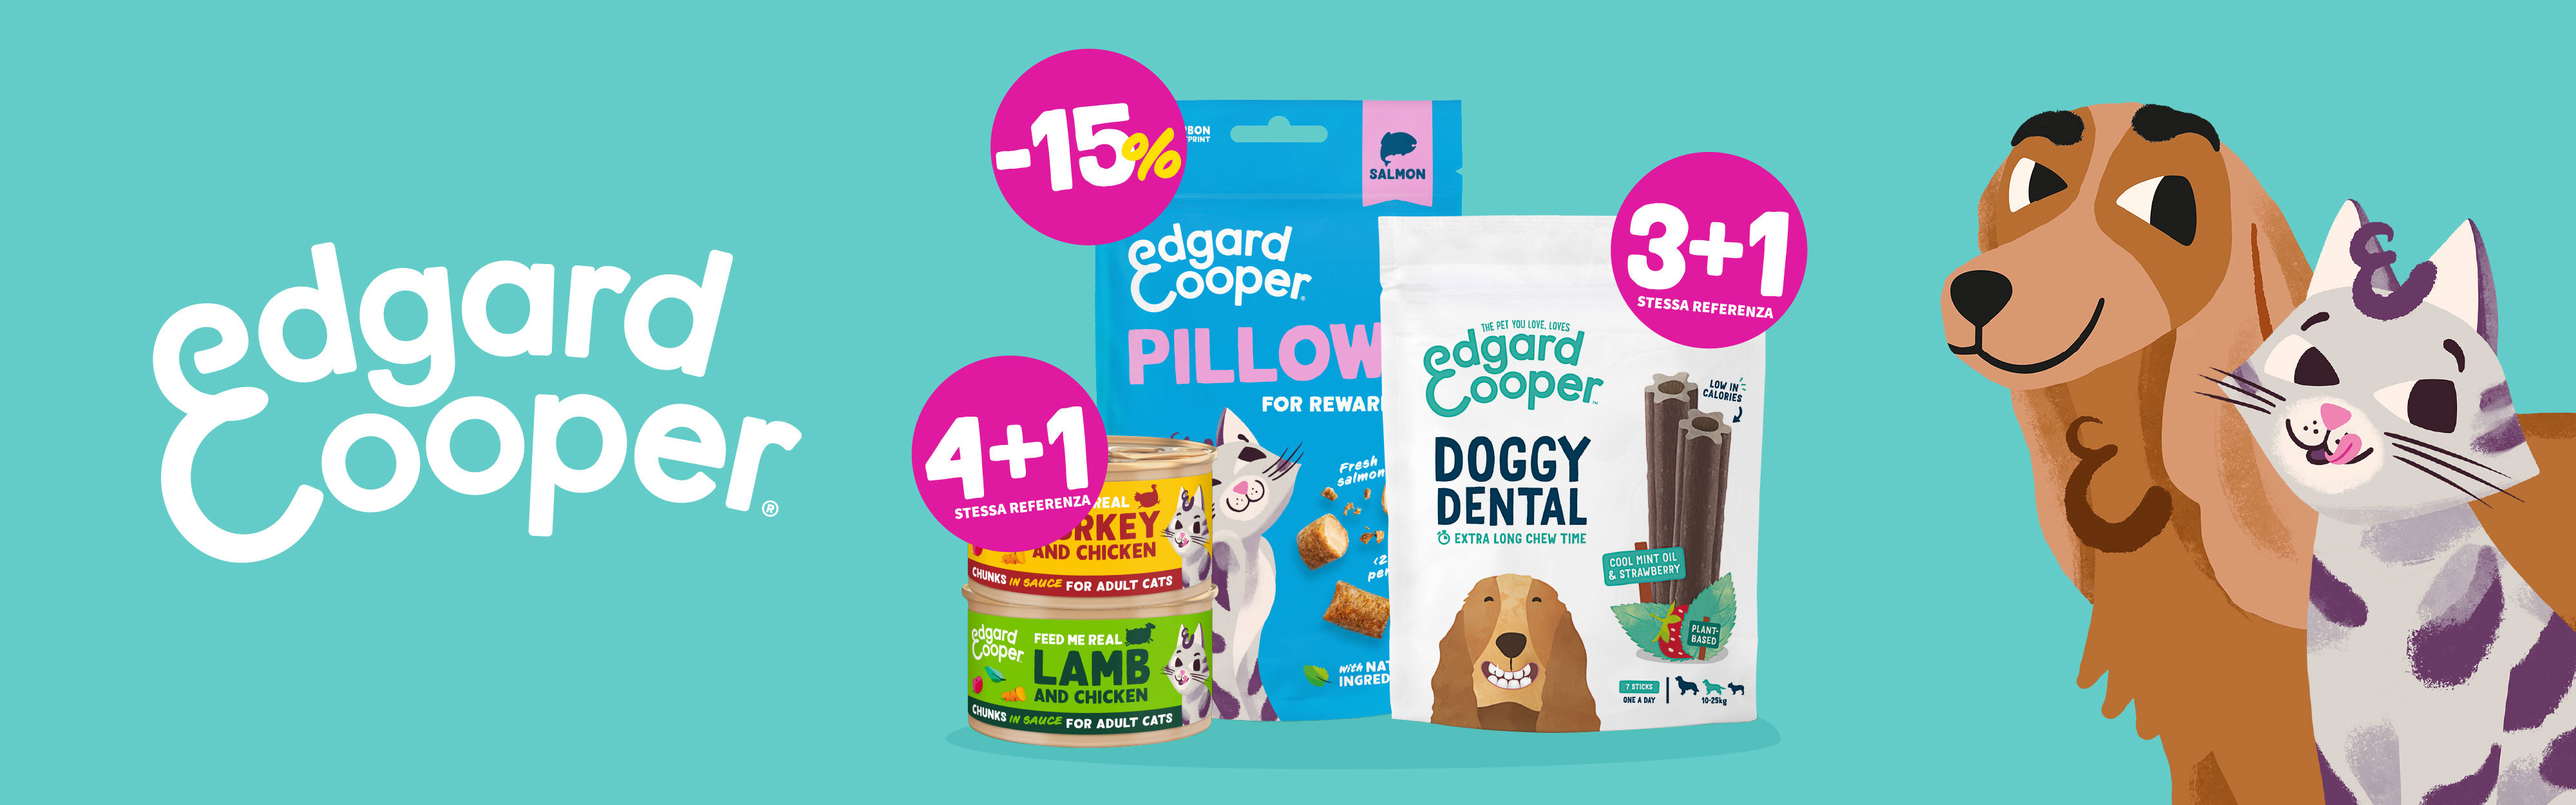 edgard
Cooper®
-15%
SALMON
edgard
Cooper
PILLOW
FOR REWAR
Fresh
salmon
with NAT
INGRED
3+1
STESSA REFERENZA
THE PET YOU LOVE, LOVES
edgard
Cooper™
LOW IN
CALORIES
DOGGY
DENTAL
EXTRA LONG CHEW TIME
COOL MINT OIL
& STRAWBERRY
PLANT-
BASED
7 STICKS
ONE A DAY
10-25kg
4+1
STESSA REFERENZA
REAL
RKEY
AND CHICKEN
CHUNKS IN SAUCE FOR ADULT CATS
edgard
Cooper
FEED ME REAL
LAMB
AND CHICKEN
CHUNKS IN SAUCE FOR ADULT CATS